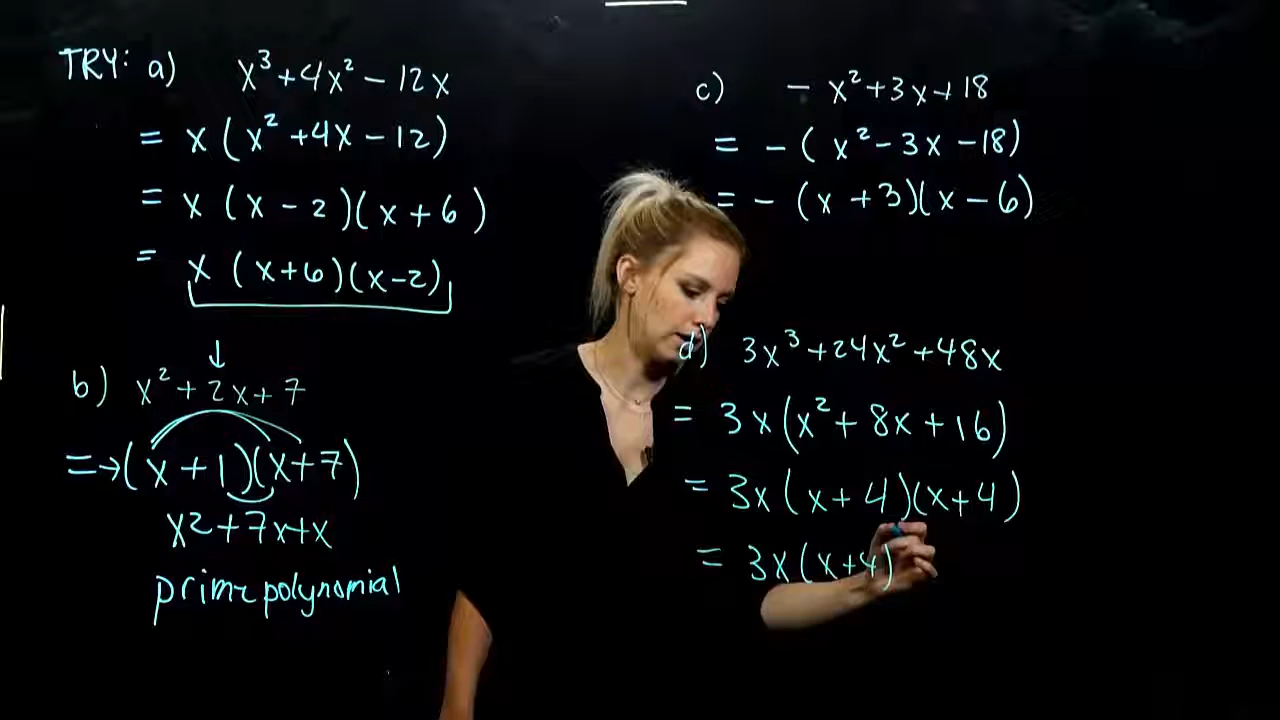 TRY: a) x³+4x²-12x
= x(x²+4x-12)
= x(x-2)(x+6)
= x(x+6)(x-2)
b) x²+2x+7
=→(x+1)(x+7)
x²+7x+x
prime polynomial
c) -x²+3x+18
= -(x²-3x-18)
= -(x+3)(x-6)
d) 3x³+24x²+48x
= 3x(x²+8x+16)
= 3x(x+4)(x+4)
= 3x(x+4)